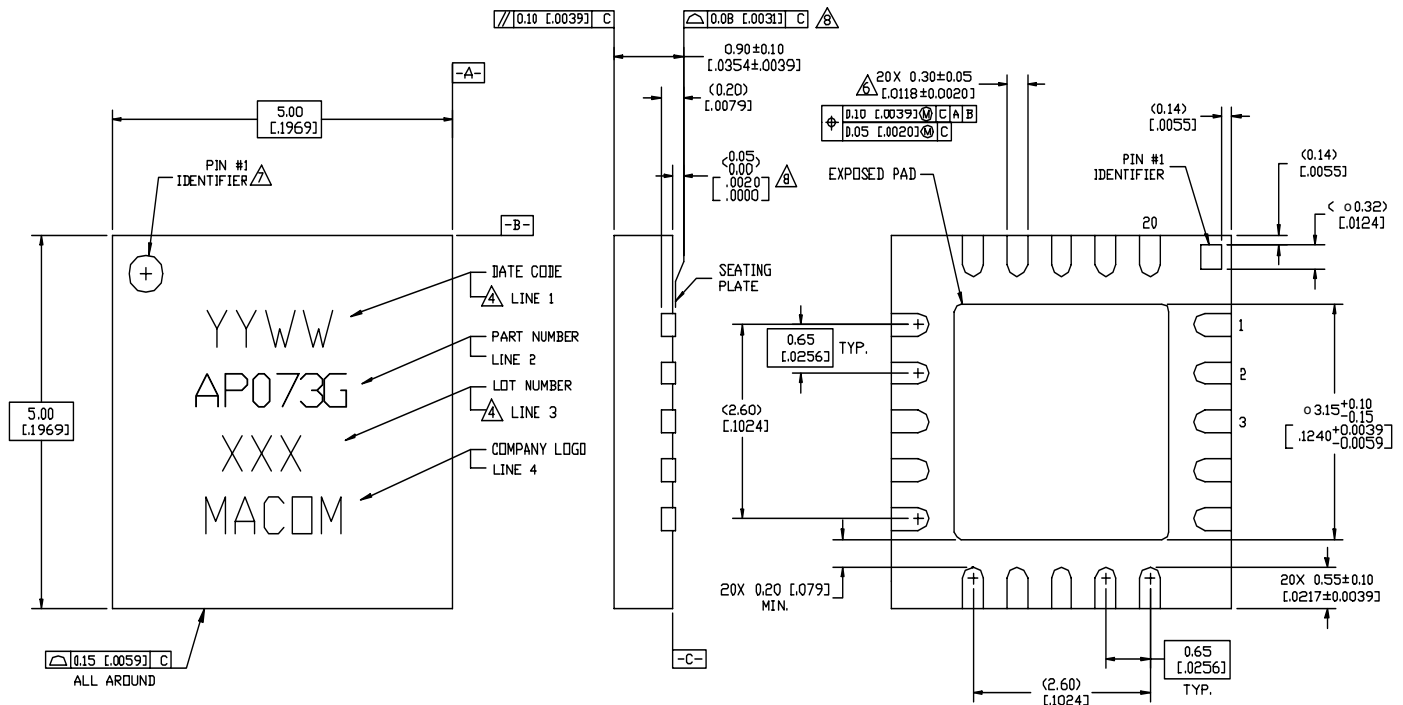 // 0.10 [.0039] C
⌓ 0.08 [.0031] C 8
0.90±0.10
[.0354±.0039]
(0.20)
[.0079]
(0.05
0.00)
[.0020
.0000] 8
SEATING
PLATE
-A-
5.00
[.1969]
PIN #1
IDENTIFIER 7
-B-
YYWW
AP073G
XXX
MACOM
DATE CODE
4 LINE 1
PART NUMBER
LINE 2
LOT NUMBER
4 LINE 3
COMPANY LOGO
LINE 4
5.00
[.1969]
⌓ 0.15 [.0059] C
ALL AROUND
-C-
6 20X 0.30±0.05
[.0118±0.0020]
⌖ 0.10 [.0039] Ⓜ C A B
0.05 [.0020] Ⓜ C
EXPOSED PAD
(0.14)
[.0055]
PIN #1
IDENTIFIER
(0.14)
[.0055]
(□0.32)
[.0124]
20
1
2
3
0.65
[.0256] TYP.
(2.60)
[.1024]
□3.15 +0.10
-0.15
[.1240 +0.0039
-0.0059]
20X 0.20 [.079]
MIN.
20X 0.55±0.10
[.0217±0.0039]
0.65
[.0256]
TYP.
(2.60)
[.1024]